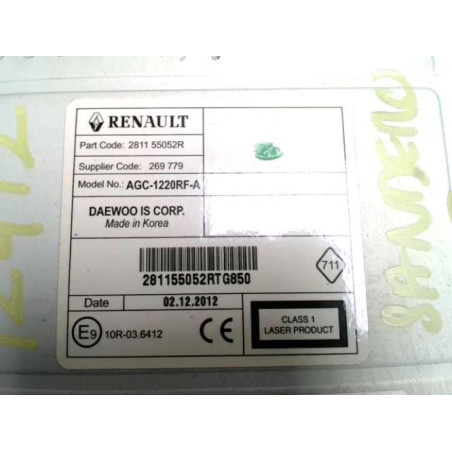 RENAULT
Part Code: 2811 55052R
Supplier Code: 269 779
Model No.: AGC-1220RF-A
DAEWOO IS CORP.
Made in Korea
281155052RTG850
711
Date 02.12.2012
E9 10R-03.6412 CE
CLASS 1
LASER PRODUCT
SANDERO